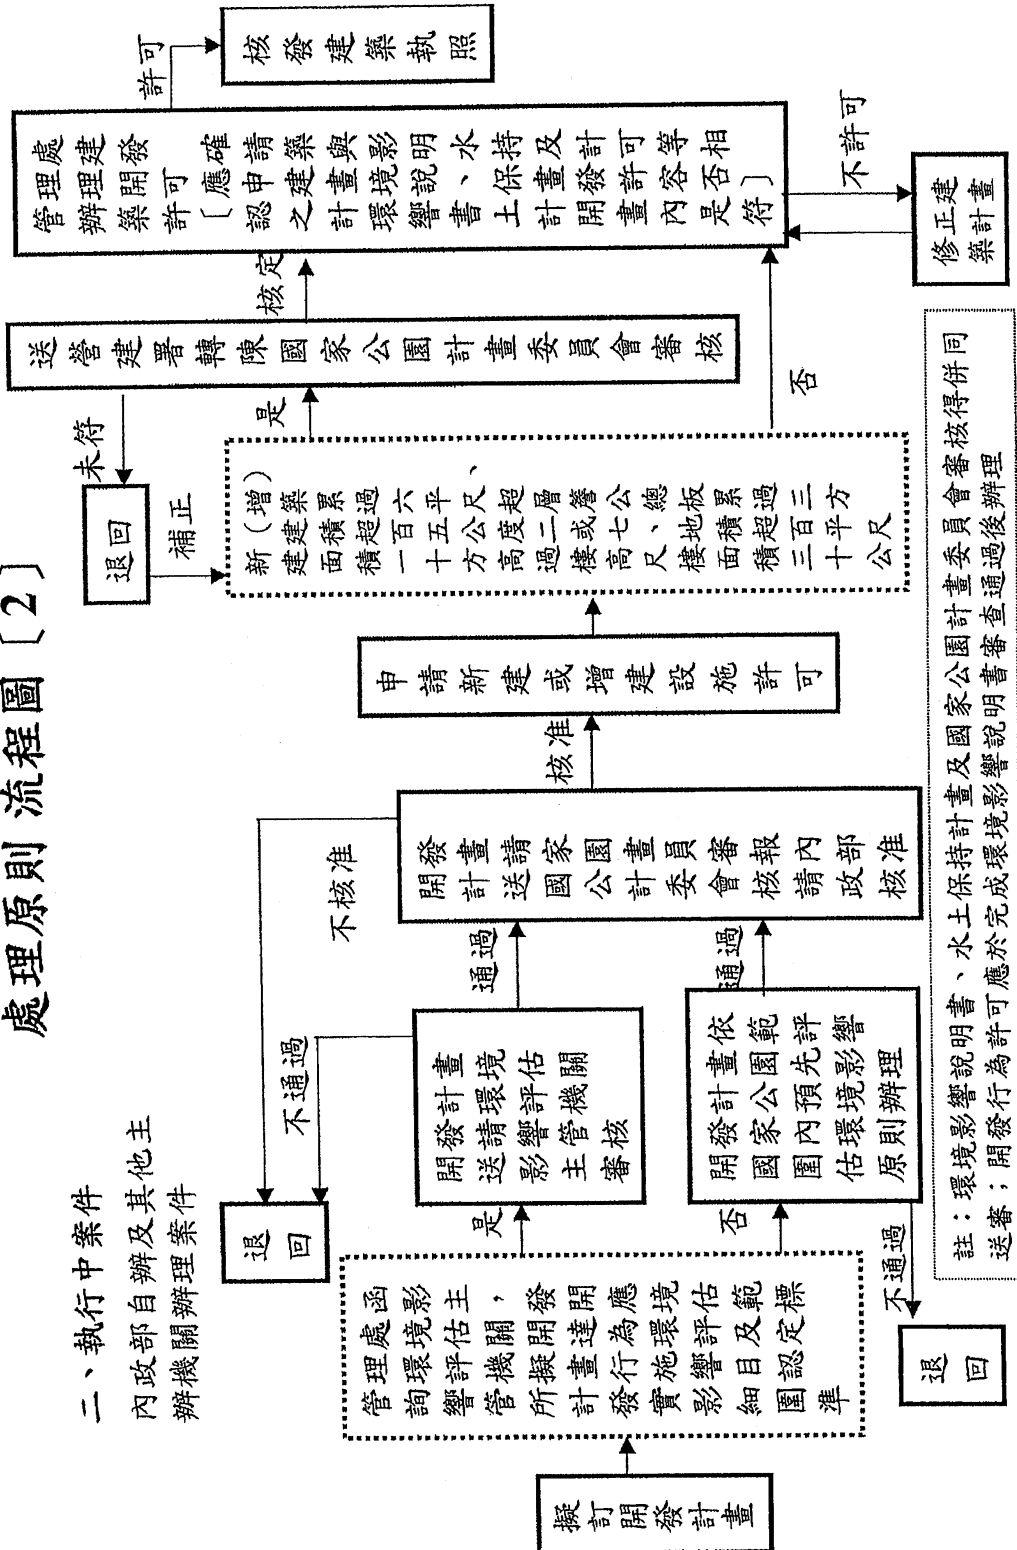 處理原則 流程圖〔2〕
二、執行中案件
內政部自辦及其他主
辦機關辦理案件
擬訂開發計畫
管理處函
詢環境影
響評估主
管機關，
所擬開發
計畫達開
發行為應
實施環境
影響評估
細目及範
圍認定標
準
是
否
開發計畫
送請環境
影響評估
主管機關
審核
開發計畫依
國家公園範
圍內預先評
估環境影響
原則辦理
不通過
退回
不通過
退回
通過
通過
不核准
開發
計畫
送請
國家
公園
計畫
委員
會審
核報
請內
政部
核准
核准
申請新建或增建設施許可
新（增）
建建築
面積累
積超過
一百六
十五平
方公尺、
高度超
過二層
樓或簷
高七公
尺、總
樓地板
面積累
積超過
三百三
十平方
公尺
是
否
補正
退回
未符
送營建署轉陳國家公園計畫委員會審核
核定
管理處
辦理建
築開發
許可
〔應確
認申請
之建築
計畫與
環境影
響說明
書、水
土保持
計畫及
開發計
畫許可
內容等
是否相
符〕
許可
核發建築執照
不許可
修正建
築計畫
註：環境影響說明書、水土保持計畫及國家公園計畫委員會審核得併同
送審；開發行為許可應於完成環境影響說明書審查通過後辦理